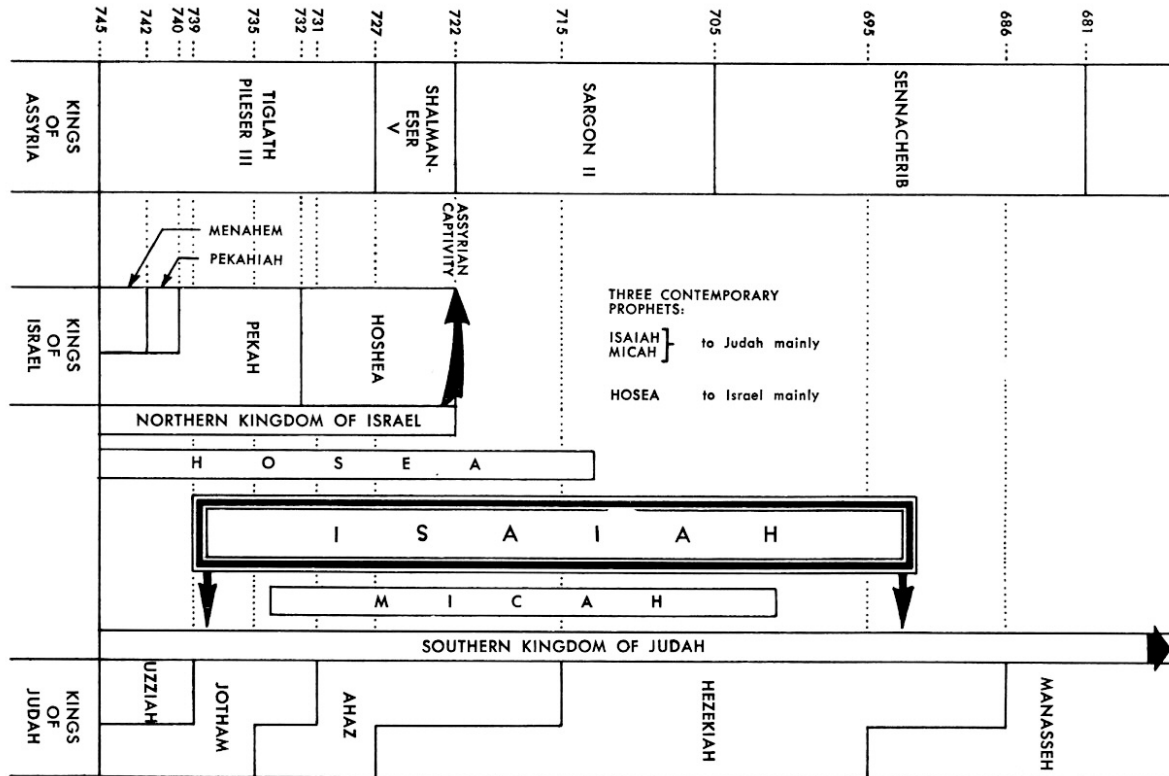 745
742
740
739
735
732
731
727
722
715
705
695
686
681
KINGS
OF
ASSYRIA
TIGLATH
PILESER III
SHALMAN-
ESER
V
SARGON II
SENNACHERIB
MENAHEM
PEKAHIAH
ASSYRIAN
CAPTIVITY
KINGS
OF
ISRAEL
PEKAH
HOSHEA
THREE CONTEMPORARY
PROPHETS:
ISAIAH
MICAH } to Judah mainly
HOSEA to Israel mainly
NORTHERN KINGDOM OF ISRAEL
HOSEA
ISAIAH
MICAH
SOUTHERN KINGDOM OF JUDAH
KINGS
OF
JUDAH
UZZIAH
JOTHAM
AHAZ
HEZEKIAH
MANASSEH